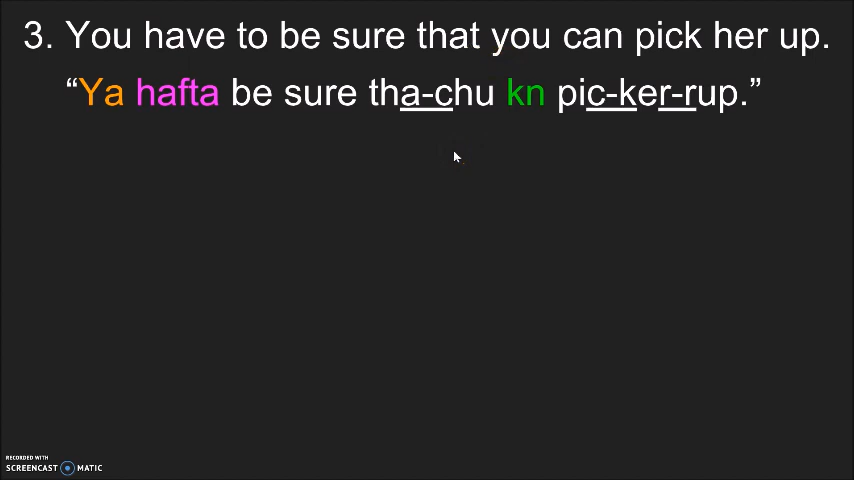 3. You have to be sure that you can pick her up.
“Ya hafta be sure tha-chu kn pic-ker-rup.”
RECORDED WITH
SCREENCAST MATIC